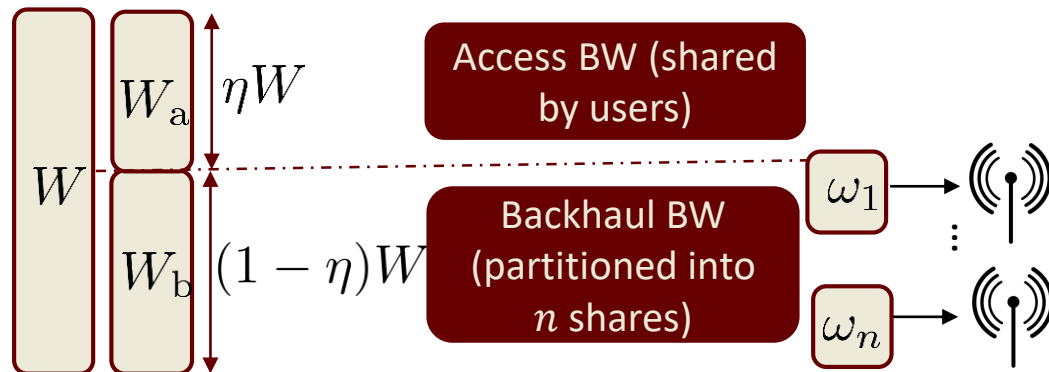 W
W_a
ηW
Access BW (shared
by users)
W_b
(1 − η)W
Backhaul BW
(partitioned into
n shares)
ω_1
⋮
ω_n